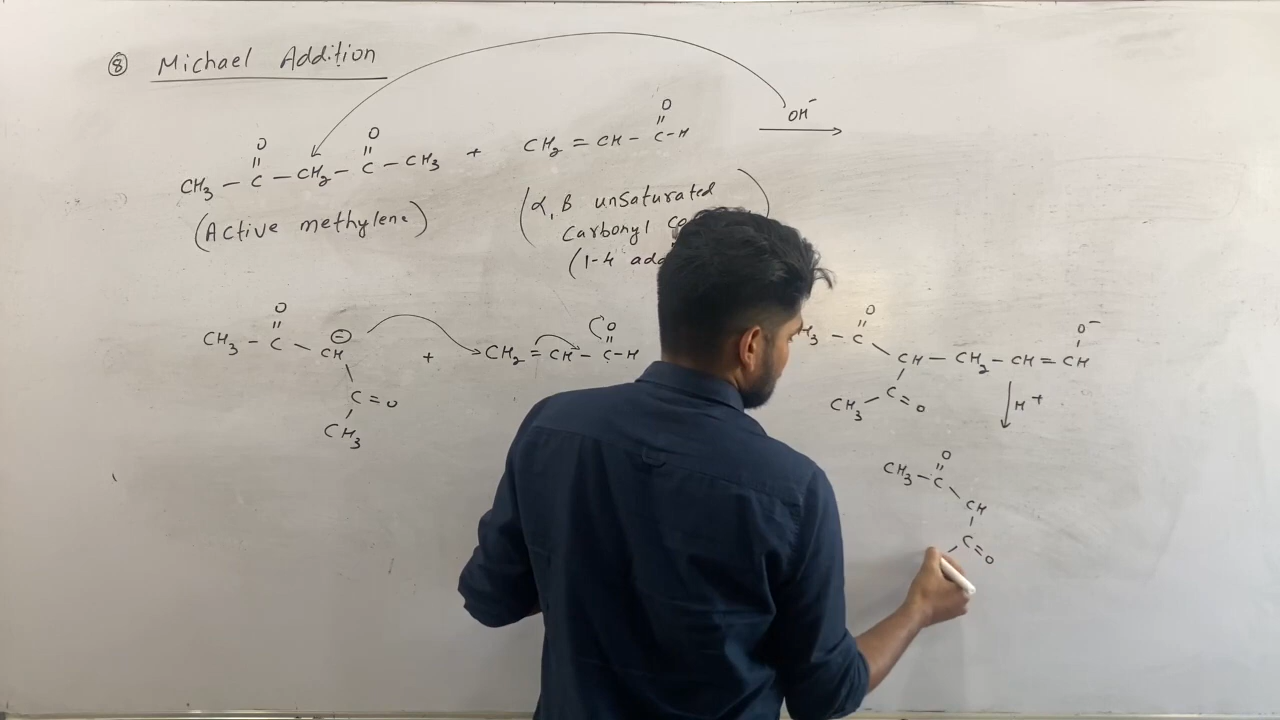 ⑧ Michael Addition
CH₃ – C(=O) – CH₂ – C(=O) – CH₃ + CH₂ = CH – C(=O) – H OH⁻ →
(Active methylene)
(α, β unsaturated
carbonyl
(1-4
CH₃ – C(=O) – CH⊖ + CH₂ = CH – C(=O) – H
C = O
CH₃
– C(=O) – CH – CH₂ – CH = CH – O⁻
CH₃ – C = O
↓ H⁺
CH₃ – C(=O) – CH
C = O